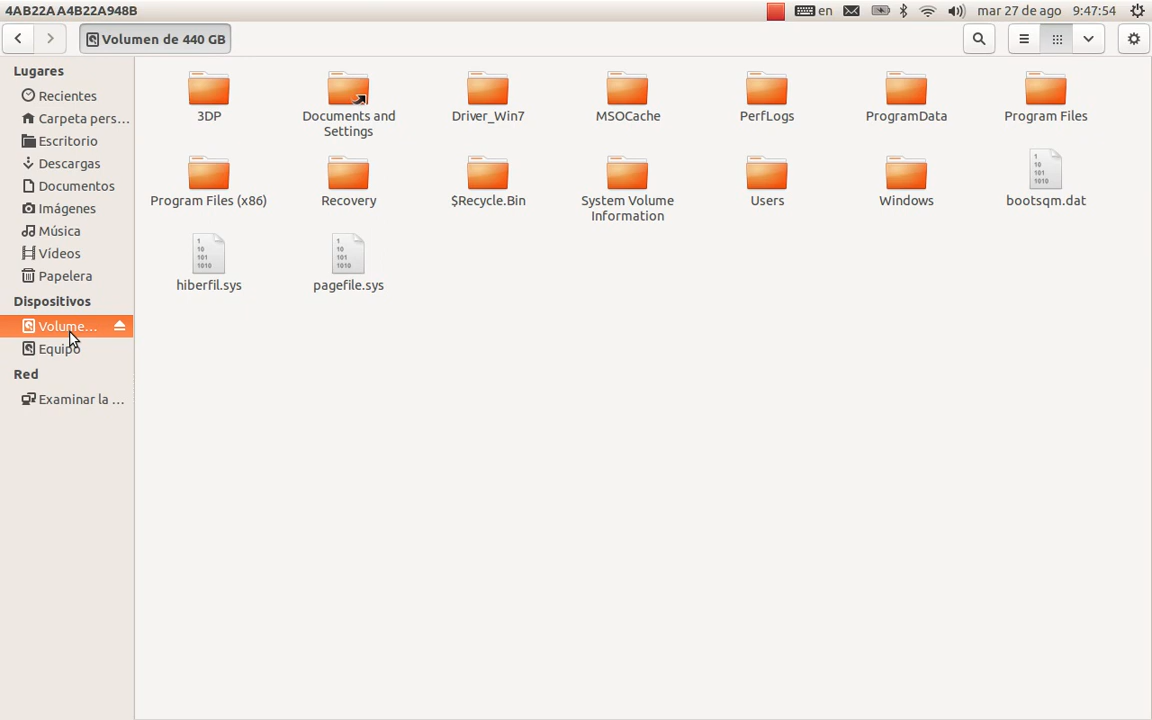 4AB22AA4B22A948B
en
mar 27 de ago
9:47:54
Volumen de 440 GB
Lugares
Recientes
Carpeta pers...
Escritorio
Descargas
Documentos
Imágenes
Música
Vídeos
Papelera
Dispositivos
Volume...
Equipo
Red
Examinar la ...
3DP
Documents and
Settings
Driver_Win7
MSOCache
PerfLogs
ProgramData
Program Files
Program Files (x86)
Recovery
$Recycle.Bin
System Volume
Information
Users
Windows
bootsqm.dat
hiberfil.sys
pagefile.sys